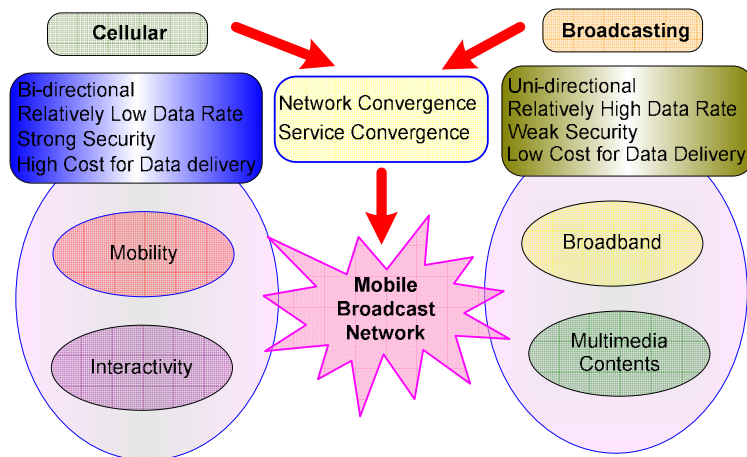 Cellular
Broadcasting
Bi-directional
Relatively Low Data Rate
Strong Security
High Cost for Data delivery
Network Convergence
Service Convergence
Uni-directional
Relatively High Data Rate
Weak Security
Low Cost for Data Delivery
Mobility
Interactivity
Mobile
Broadcast
Network
Broadband
Multimedia
Contents